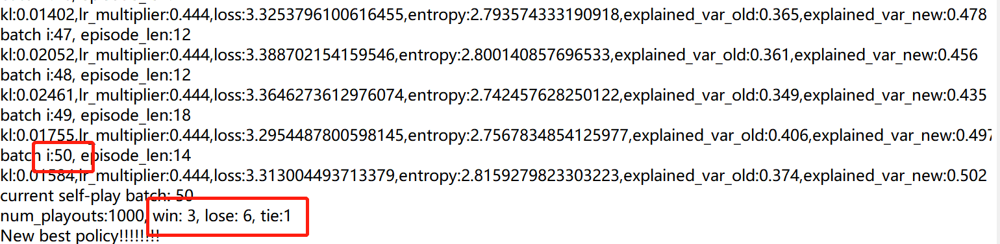 kl:0.01402,lr_multiplier:0.444,loss:3.3253796100616455,entropy:2.793574333190918,explained_var_old:0.365,explained_var_new:0.478
batch i:47, episode_len:12
kl:0.02052,lr_multiplier:0.444,loss:3.388702154159546,entropy:2.800140857696533,explained_var_old:0.361,explained_var_new:0.456
batch i:48, episode_len:12
kl:0.02461,lr_multiplier:0.444,loss:3.3646273612976074,entropy:2.742457628250122,explained_var_old:0.349,explained_var_new:0.435
batch i:49, episode_len:18
kl:0.01755,lr_multiplier:0.444,loss:3.2954487800598145,entropy:2.7567834854125977,explained_var_old:0.406,explained_var_new:0.497
batch i:50, episode_len:14
kl:0.01584,lr_multiplier:0.444,loss:3.313004493713379,entropy:2.8159279823303223,explained_var_old:0.374,explained_var_new:0.502
current self-play batch: 50
num_playouts:1000, win: 3, lose: 6, tie:1
New best policy!!!!!!!!